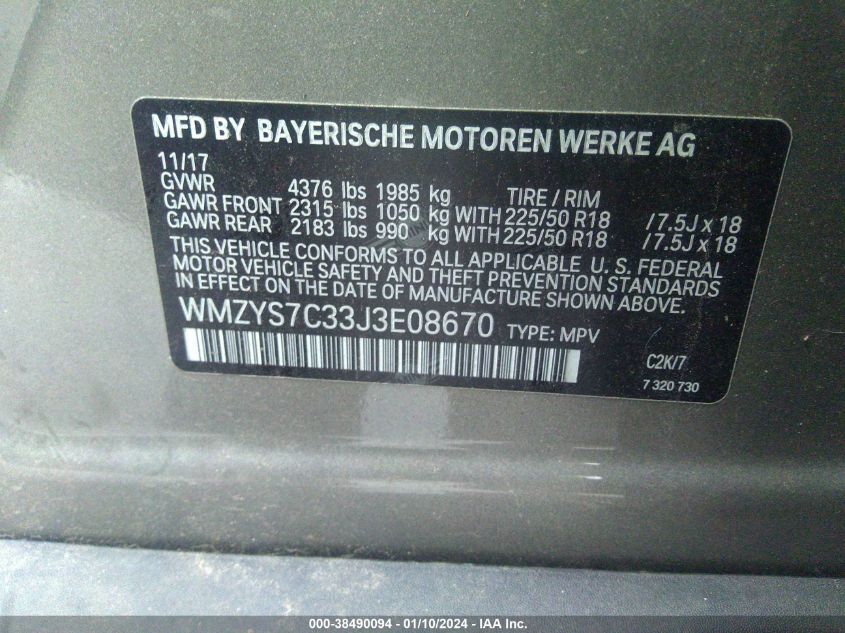 MFD BY BAYERISCHE MOTOREN WERKE AG
11/17
GVWR 4376 lbs 1985 kg TIRE / RIM
GAWR FRONT 2315 lbs 1050 kg WITH 225/50 R18 / 7.5J x 18
GAWR REAR 2183 lbs 990 kg WITH 225/50 R18 / 7.5J x 18
THIS VEHICLE CONFORMS TO ALL APPLICABLE U. S. FEDERAL
MOTOR VEHICLE SAFETY AND THEFT PREVENTION STANDARDS
IN EFFECT ON THE DATE OF MANUFACTURE SHOWN ABOVE.
WMZYS7C33J3E08670 TYPE: MPV
C2K/7
7 320 730
000-38490094 - 01/10/2024 - IAA Inc.